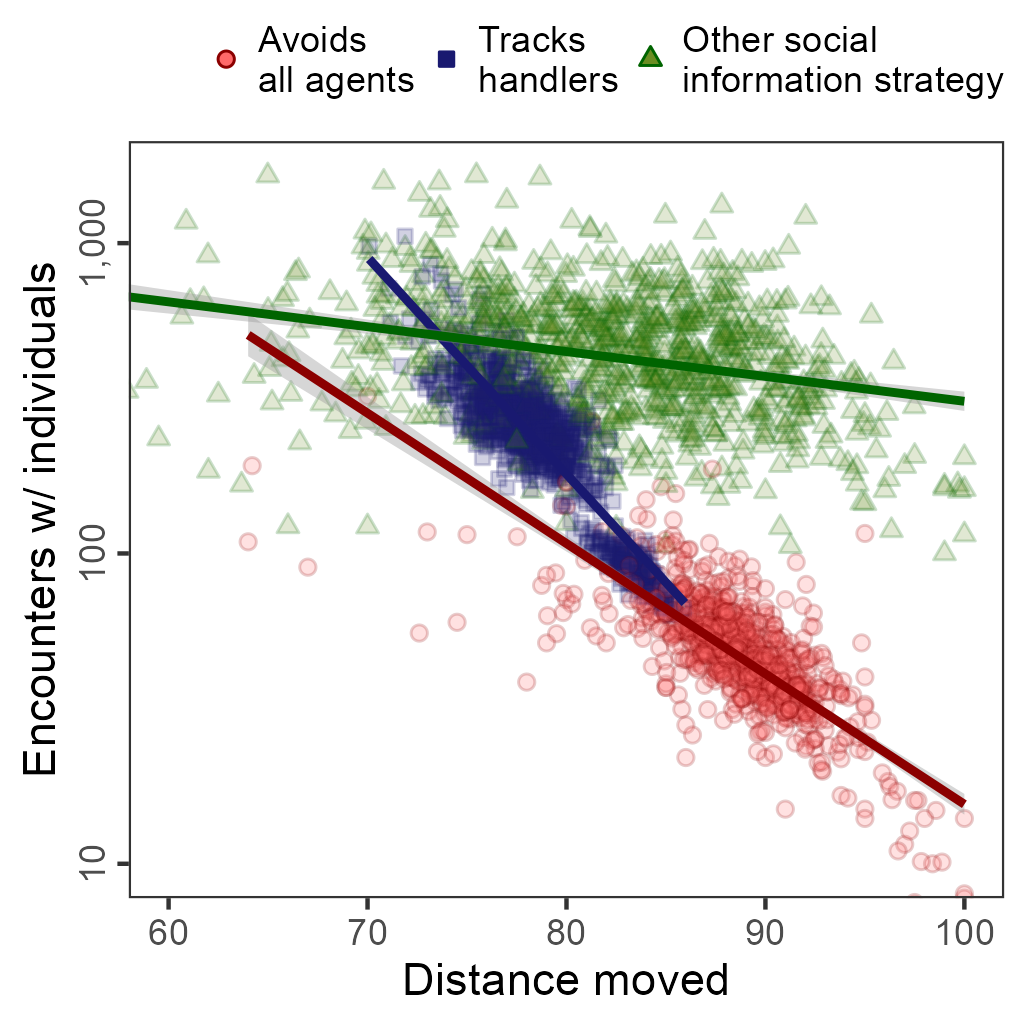 Avoids
all agents
Tracks
handlers
Other social
information strategy
Encounters w/ individuals
1,000
100
10
60 70 80 90 100
Distance moved